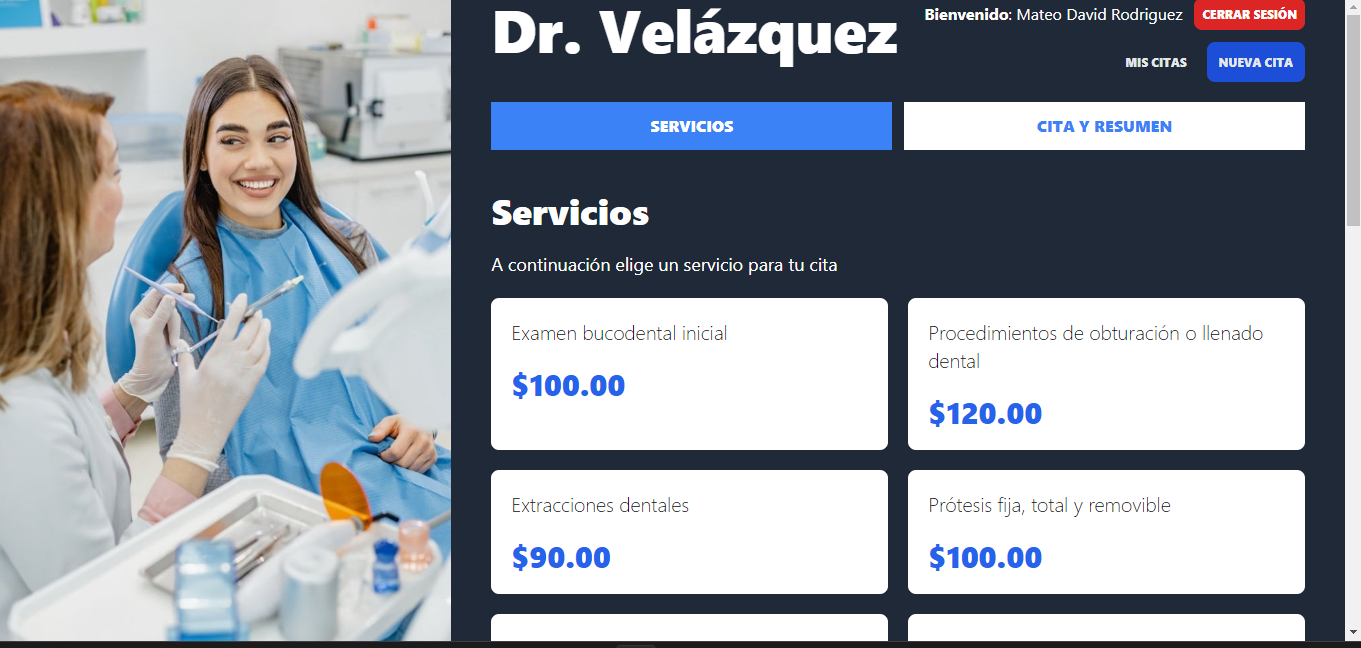 Dr. Velázquez
Bienvenido: Mateo David Rodriguez
CERRAR SESIÓN
MIS CITAS
NUEVA CITA
SERVICIOS
CITA Y RESUMEN
Servicios
A continuación elige un servicio para tu cita
Examen bucodental inicial
$100.00
Procedimientos de obturación o llenado
dental
$120.00
Extracciones dentales
$90.00
Prótesis fija, total y removible
$100.00